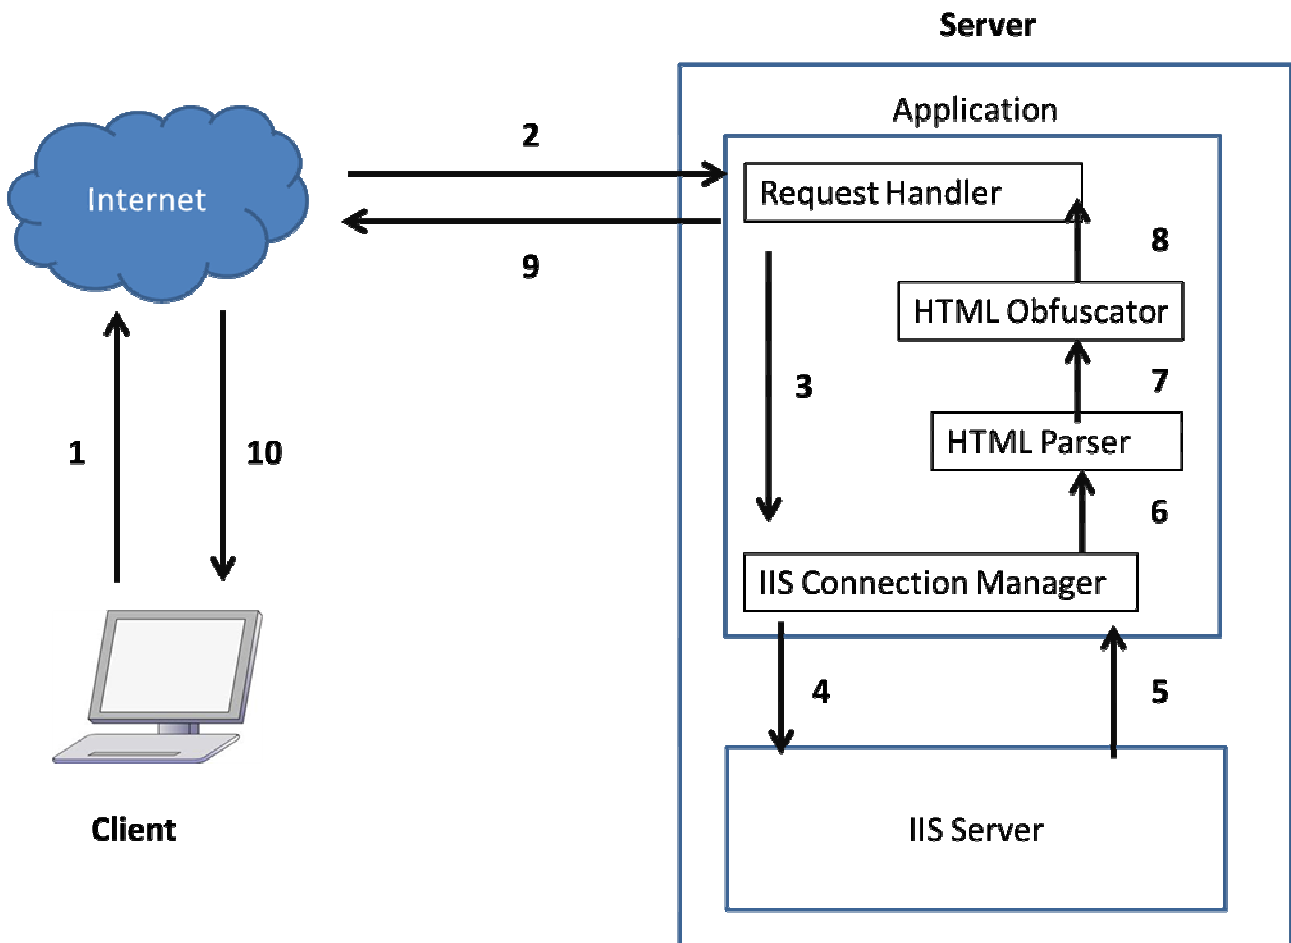 Server
Application
2
Internet
Request Handler
9
8
HTML Obfuscator
3
7
1
10
HTML Parser
6
IIS Connection Manager
4
5
Client
IIS Server